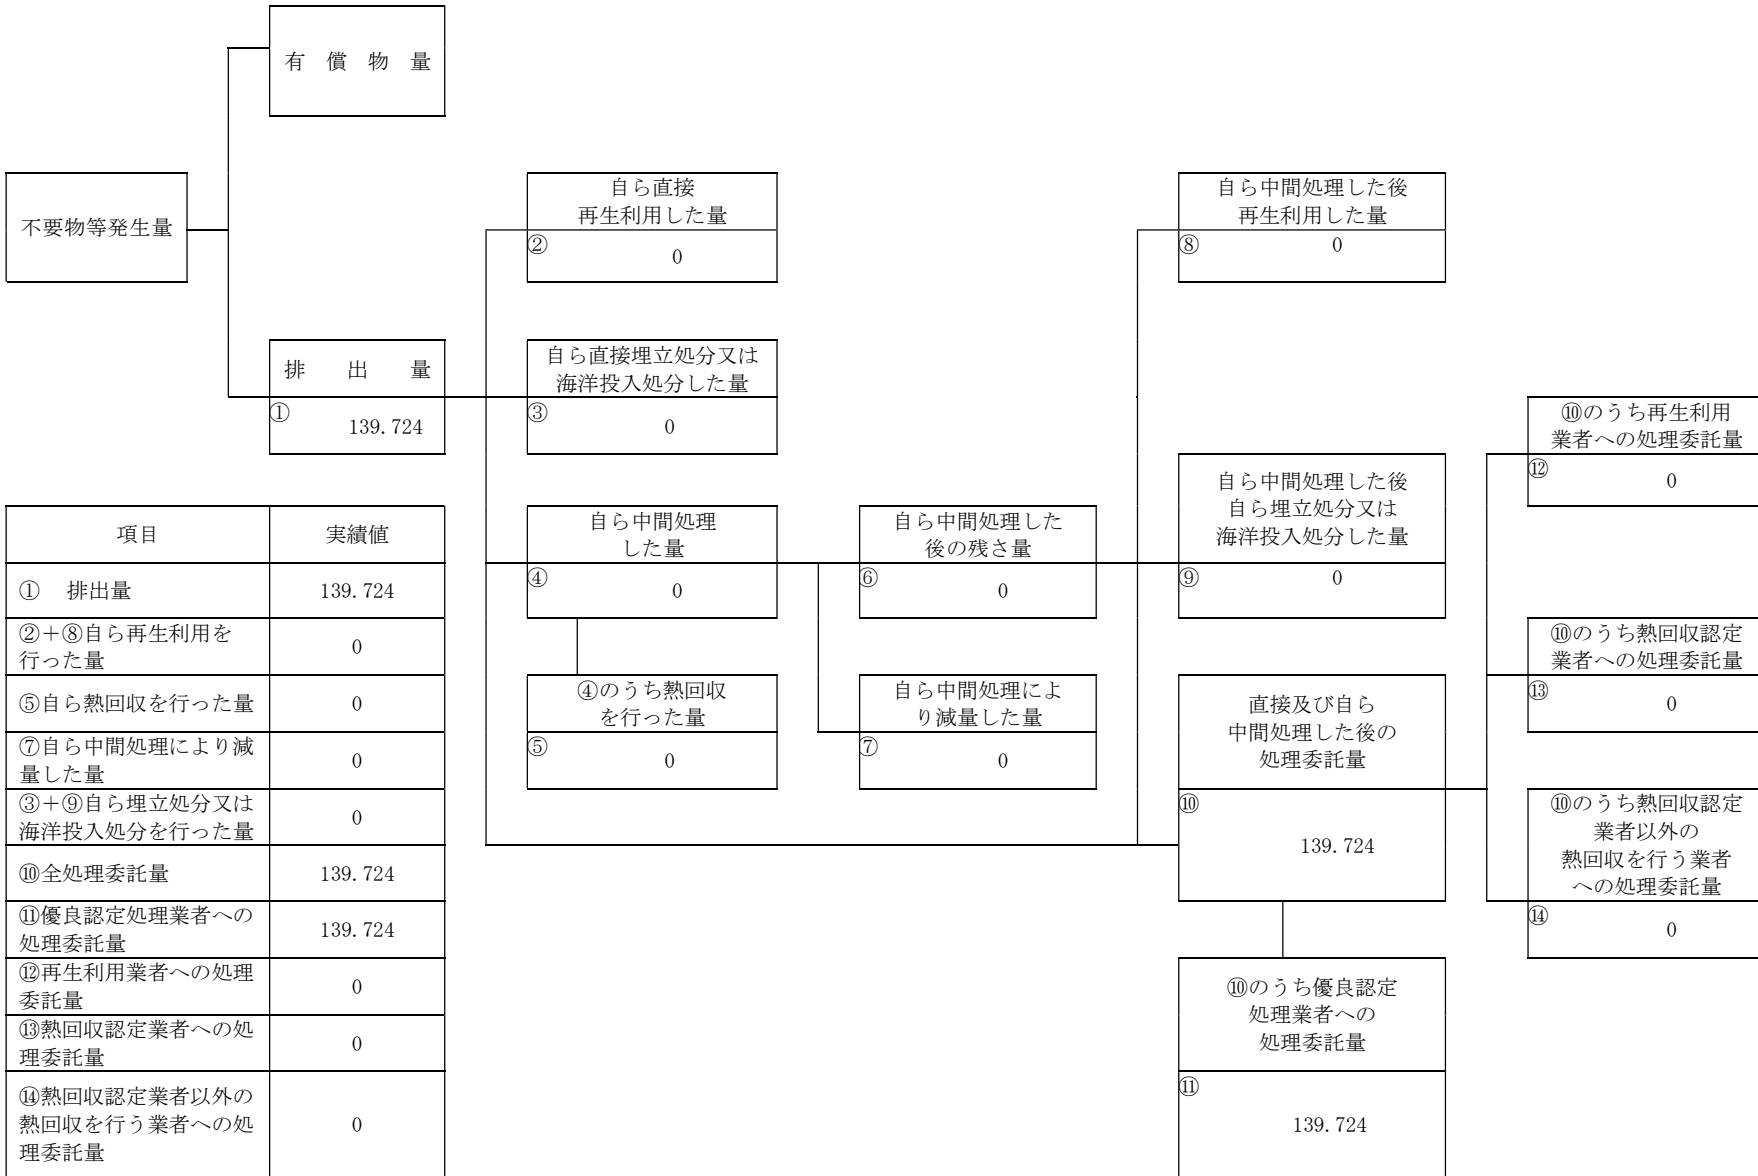 有 償 物 量
不要物等発生量
自ら直接
再生利用した量
② 0
自ら中間処理した後
再生利用した量
⑧ 0
排 出 量
① 139.724
自ら直接埋立処分又は
海洋投入処分した量
③ 0
⑩のうち再生利用
業者への処理委託量
⑫ 0
自ら中間処理
した量
④ 0
自ら中間処理した
後の残さ量
⑥ 0
自ら中間処理した後
自ら埋立処分又は
海洋投入処分した量
⑨ 0
⑩のうち熱回収認定
業者への処理委託量
⑬ 0
④のうち熱回収
を行った量
⑤ 0
自ら中間処理によ
り減量した量
⑦ 0
直接及び自ら
中間処理した後の
処理委託量
⑩
139.724
⑩のうち熱回収認定
業者以外の
熱回収を行う業者
への処理委託量
⑭ 0
⑩のうち優良認定
処理業者への
処理委託量
⑪
139.724
項目 実績値
① 排出量 139.724
②＋⑧自ら再生利用を
行った量 0
⑤自ら熱回収を行った量 0
⑦自ら中間処理により減
量した量 0
③＋⑨自ら埋立処分又は
海洋投入処分を行った量 0
⑩全処理委託量 139.724
⑪優良認定処理業者への
処理委託量 139.724
⑫再生利用業者への処理
委託量 0
⑬熱回収認定業者への処
理委託量 0
⑭熱回収認定業者以外の
熱回収を行う業者への処
理委託量 0